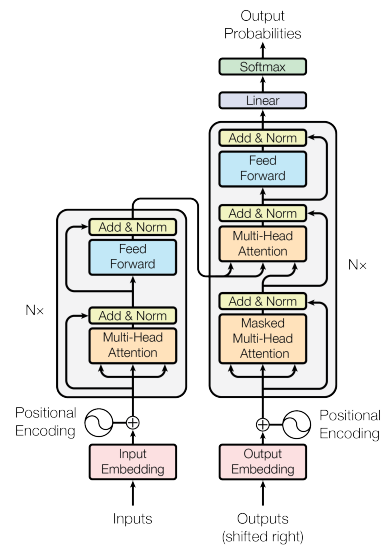 Output
Probabilities
Softmax
Linear
Add & Norm
Feed
Forward
Add & Norm
Multi-Head
Attention
Add & Norm
Masked
Multi-Head
Attention
N×
Add & Norm
Feed
Forward
Add & Norm
Multi-Head
Attention
N×
Positional
Encoding
Input
Embedding
Inputs
Positional
Encoding
Output
Embedding
Outputs
(shifted right)